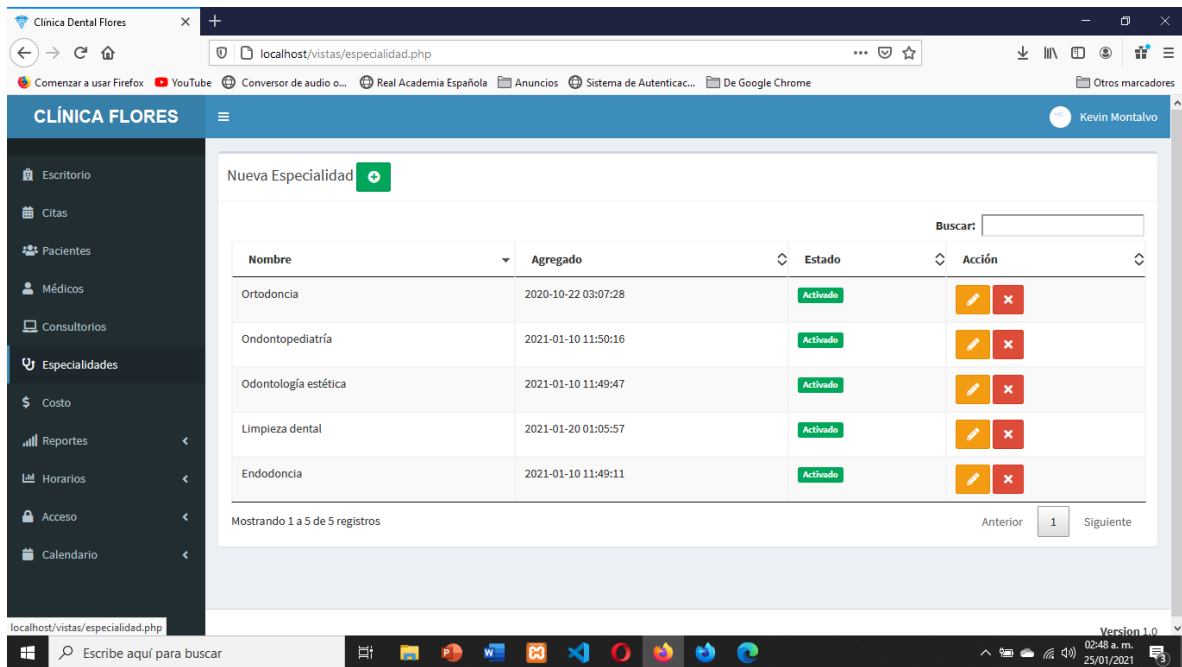 Clínica Dental Flores
localhost/vistas/especialidad.php
Comenzar a usar Firefox YouTube Conversor de audio o... Real Academia Española Anuncios Sistema de Autenticac... De Google Chrome Otros marcadores
CLÍNICA FLORES Kevin Montalvo
Escritorio
Citas
Pacientes
Médicos
Consultorios
Especialidades
$ Costo
Reportes
Horarios
Acceso
Calendario
Nueva Especialidad
Buscar:
Nombre Agregado Estado Acción
Ortodoncia 2020-10-22 03:07:28 Activado
Ondontopediatría 2021-01-10 11:50:16 Activado
Odontología estética 2021-01-10 11:49:47 Activado
Limpieza dental 2021-01-20 01:05:57 Activado
Endodoncia 2021-01-10 11:49:11 Activado
Mostrando 1 a 5 de 5 registros Anterior 1 Siguiente
localhost/vistas/especialidad.php
Version 1.0
Escribe aquí para buscar
02:48 a. m.
25/01/2021
3